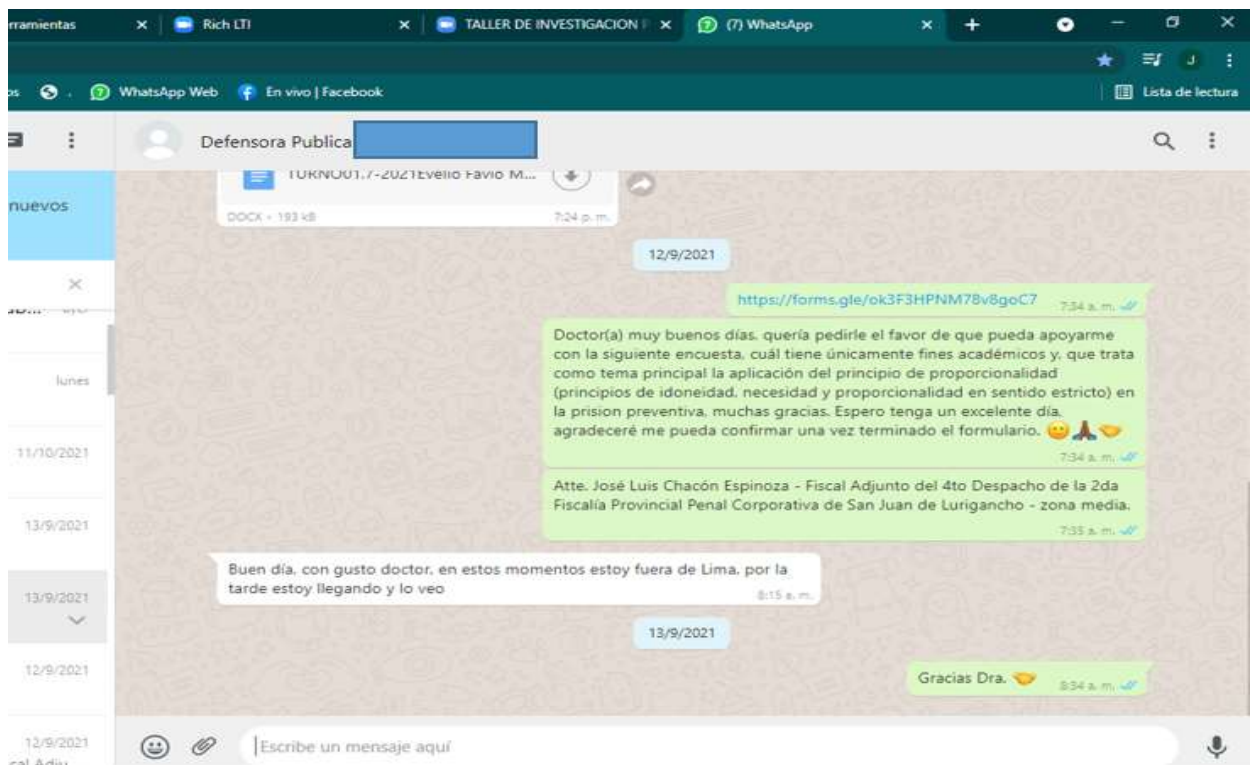 rramientas
Rich LTI
TALLER DE INVESTIGACION
(7) WhatsApp
J
os
WhatsApp Web
En vivo | Facebook
Lista de lectura
Defensora Publica
nuevos
TURNO01.7-2021Evelio Favio M...
DOCX • 193 kB
7:24 p. m.
12/9/2021
https://forms.gle/ok3F3HPNM78v8goC7
7:34 a. m.
Doctor(a) muy buenos días, quería pedirle el favor de que pueda apoyarme
con la siguiente encuesta, cuál tiene únicamente fines académicos y, que trata
como tema principal la aplicación del principio de proporcionalidad
(principios de idoneidad, necesidad y proporcionalidad en sentido estricto) en
la prision preventiva, muchas gracias. Espero tenga un excelente día,
agradeceré me pueda confirmar una vez terminado el formulario. 🙂🙏🏾🤝
7:34 a. m.
Atte. José Luis Chacón Espinoza - Fiscal Adjunto del 4to Despacho de la 2da
Fiscalía Provincial Penal Corporativa de San Juan de Lurigancho - zona media.
7:35 a. m.
Buen día, con gusto doctor, en estos momentos estoy fuera de Lima, por la
tarde estoy llegando y lo veo
8:15 a. m.
13/9/2021
Gracias Dra. 🤝
8:34 a. m.
lunes
11/10/2021
13/9/2021
13/9/2021
12/9/2021
12/9/2021
Escribe un mensaje aquí